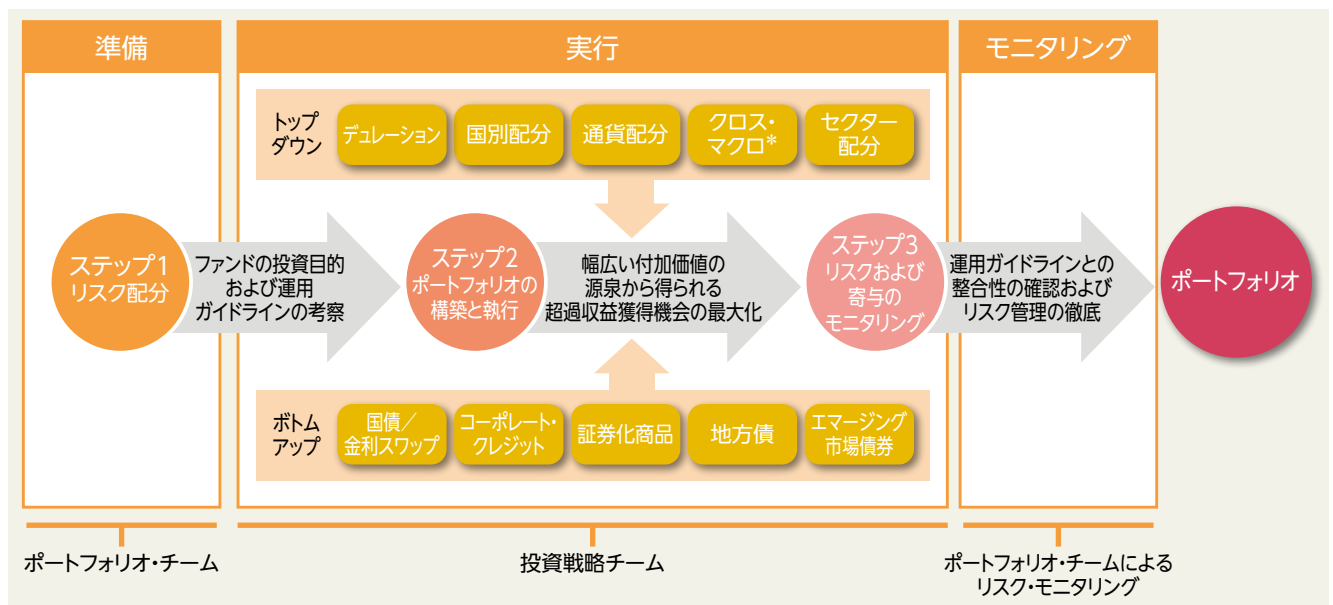 準備
実行
モニタリング
トップ
ダウン
デュレーション
国別配分
通貨配分
クロス・
マクロ*
セクター
配分
ステップ1
リスク配分
ファンドの投資目的
および運用
ガイドラインの考察
ステップ2
ポートフォリオの
構築と執行
幅広い付加価値の
源泉から得られる
超過収益獲得機会の最大化
ステップ3
リスクおよび
寄与の
モニタリング
運用ガイドラインとの
整合性の確認および
リスク管理の徹底
ポートフォリオ
ボトム
アップ
国債／
金利スワップ
コーポレート・
クレジット
証券化商品
地方債
エマージング
市場債券
ポートフォリオ・チーム
投資戦略チーム
ポートフォリオ・チームによる
リスク・モニタリング